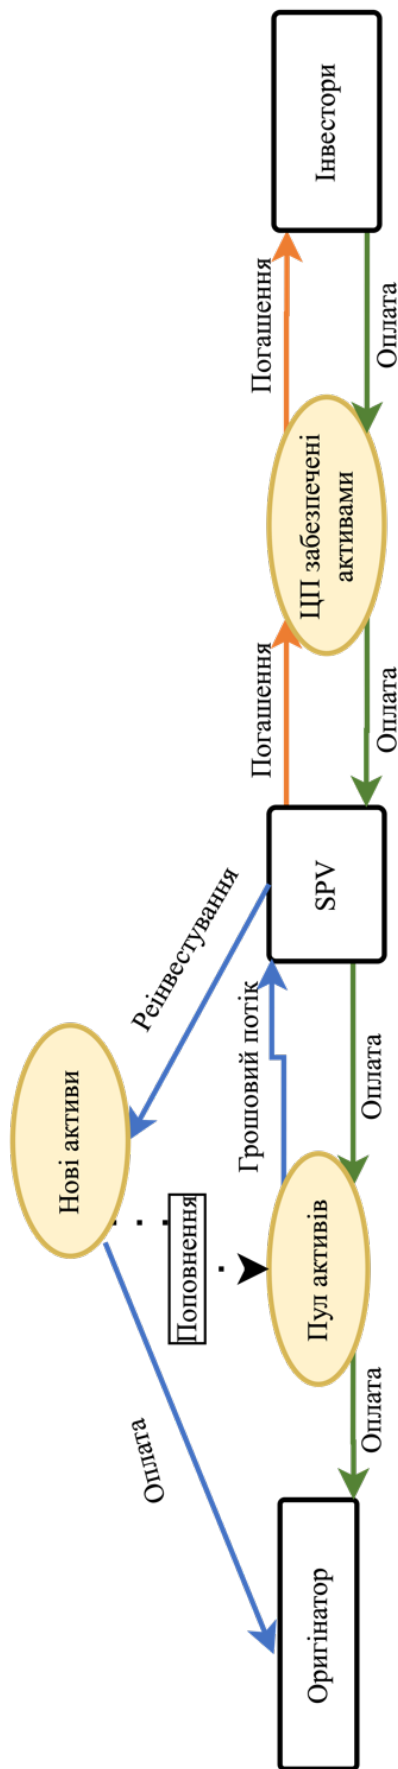 Нові активи
Оплата
Поповнення
Реінвестування
Грошовий потік
Погашення
Погашення
Оригінатор
Пул активів
SPV
ЦП забезпечені
активами
Інвестори
Оплата
Оплата
Оплата
Оплата